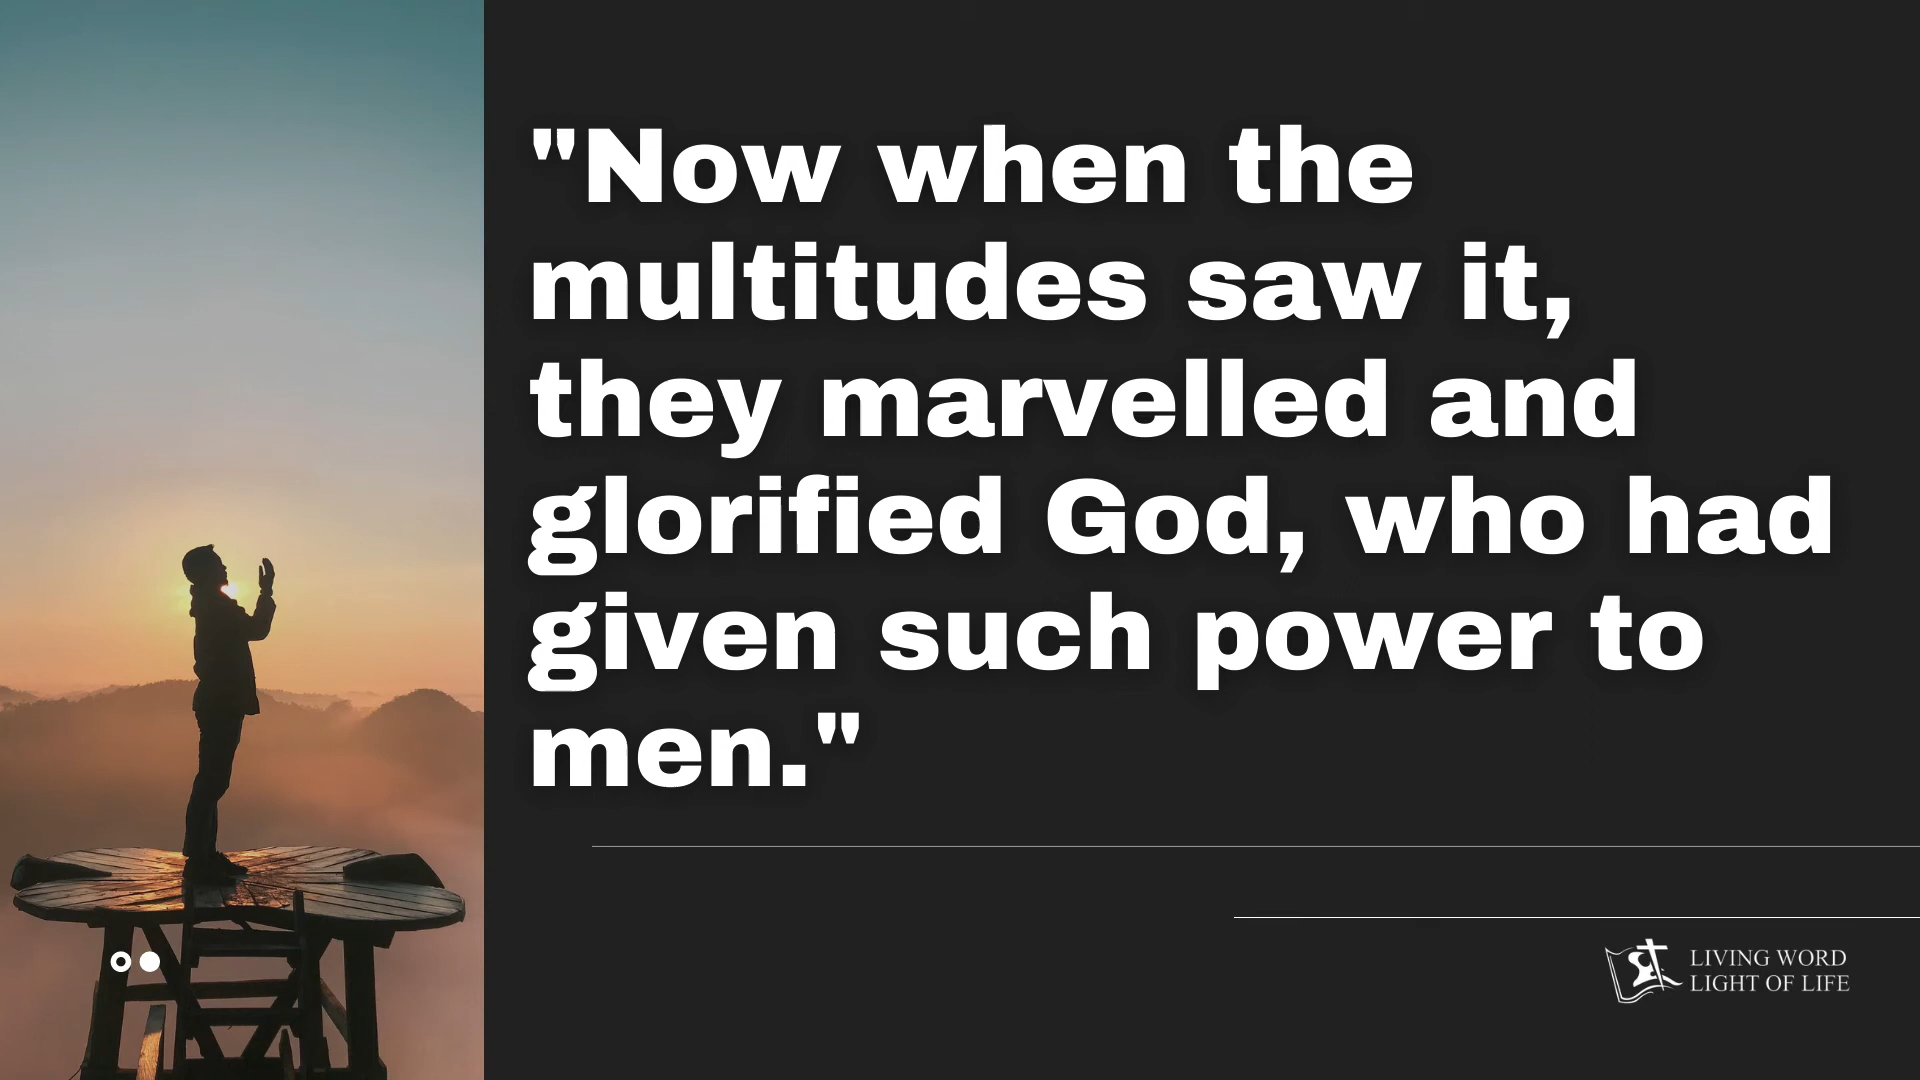 "Now when the
multitudes saw it,
they marvelled and
glorified God, who had
given such power to
men."
LIVING WORD
LIGHT OF LIFE